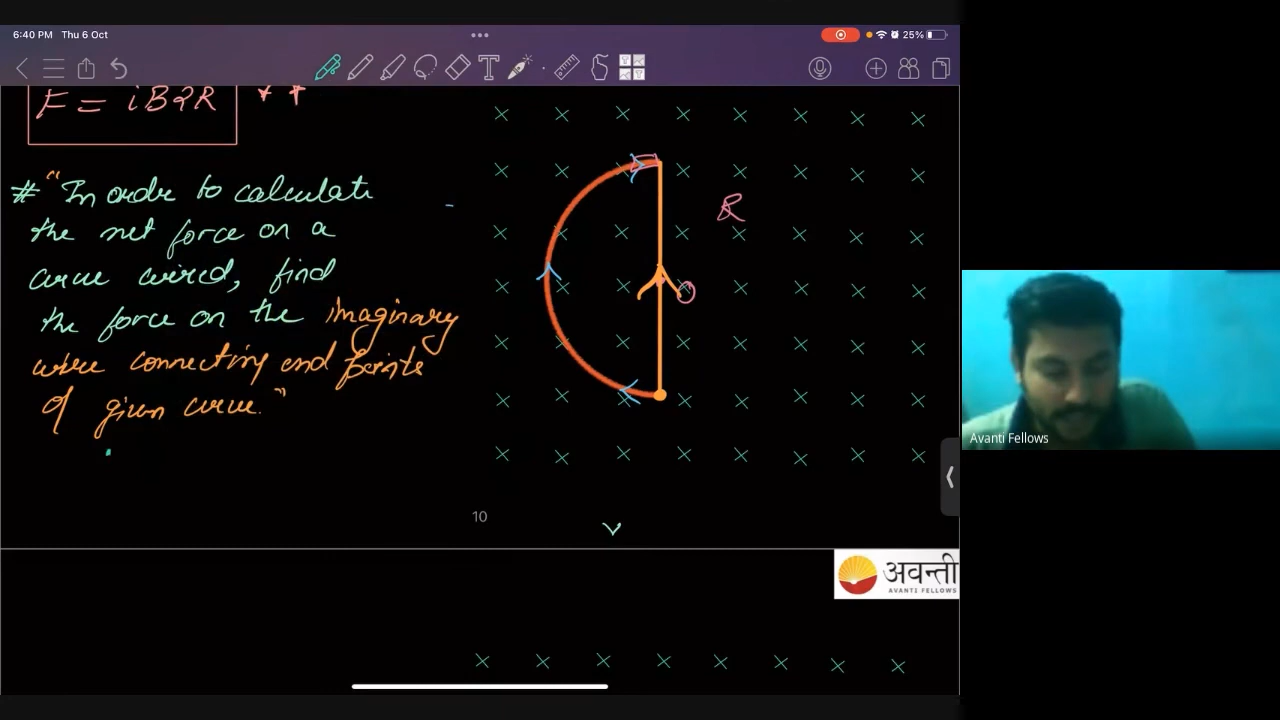 6:40 PM Thu 6 Oct
25%
F = iB2R
# "In order to calculate
the net force on a
curve wired, find
the force on the imaginary
wire connecting end points
of given curve."
R
O
10
Avanti Fellows
अवन्ती
AVANTI FELLOWS